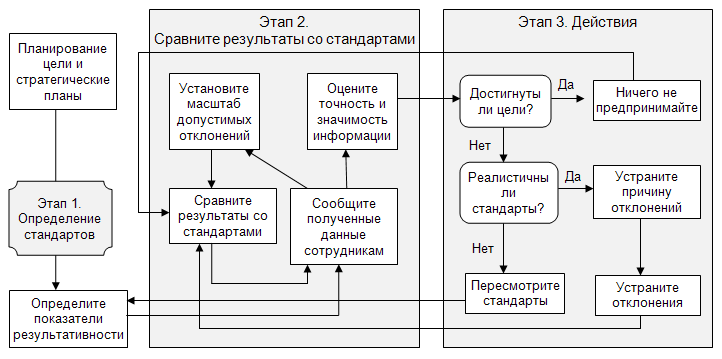 Планирование
цели и
стратегические
планы
Этап 1.
Определение
стандартов
Определите
показатели
результативности
Этап 2.
Сравните результаты со стандартами
Установите
масштаб
допустимых
отклонений
Оцените
точность и
значимость
информации
Сравните
результаты со
стандартами
Сообщите
полученные
данные
сотрудникам
Этап 3. Действия
Достигнуты
ли цели?
Да
Ничего не
предпринимайте
Нет
Реалистичны
ли
стандарты?
Да
Устраните
причину
отклонений
Нет
Пересмотрите
стандарты
Устраните
отклонения